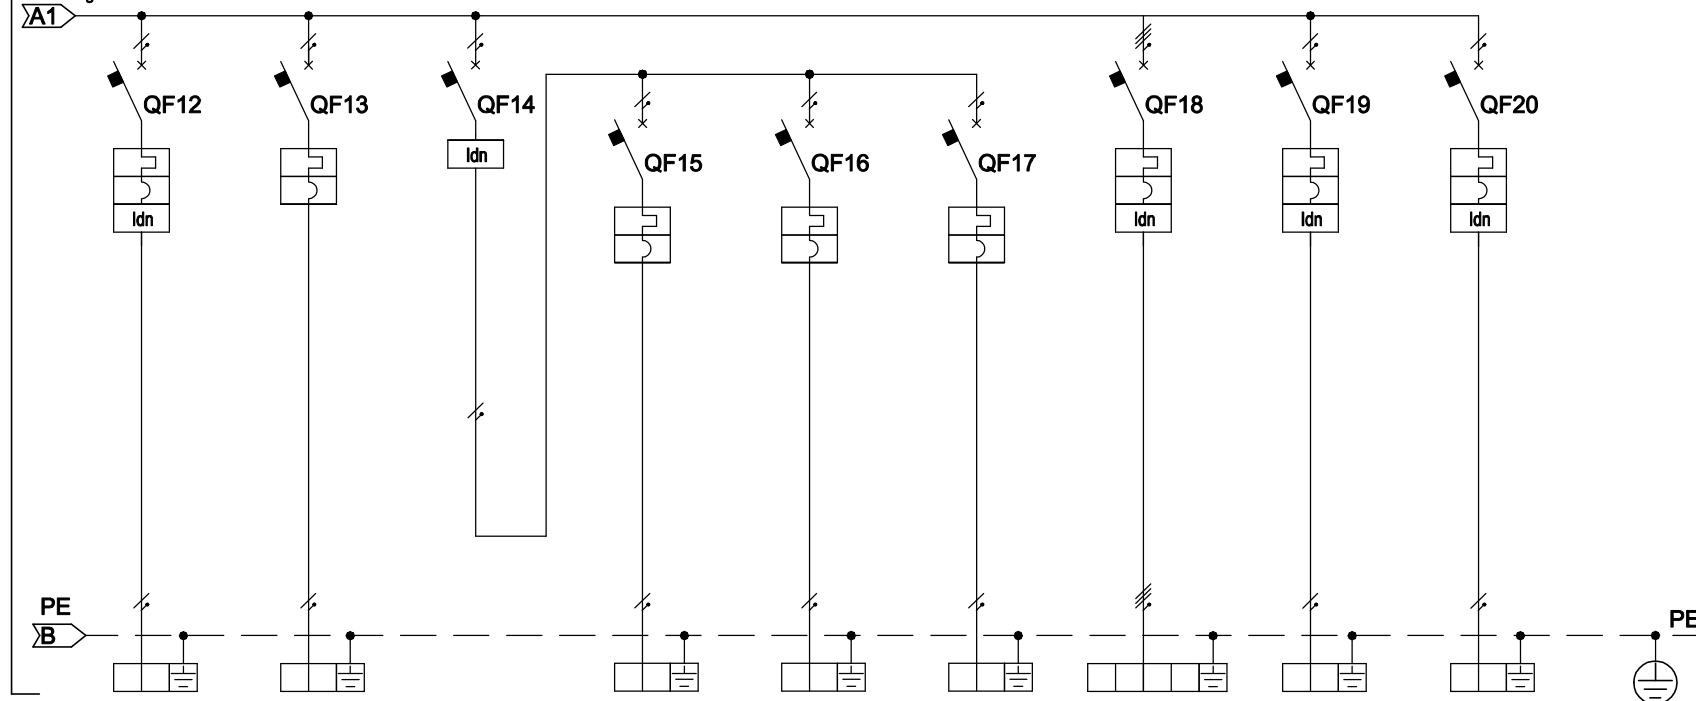 A1
QF12
QF13
QF14
QF18
QF19
QF20
Idn
QF15
QF16
QF17
Idn
Idn
Idn
Idn
PE
B
PE